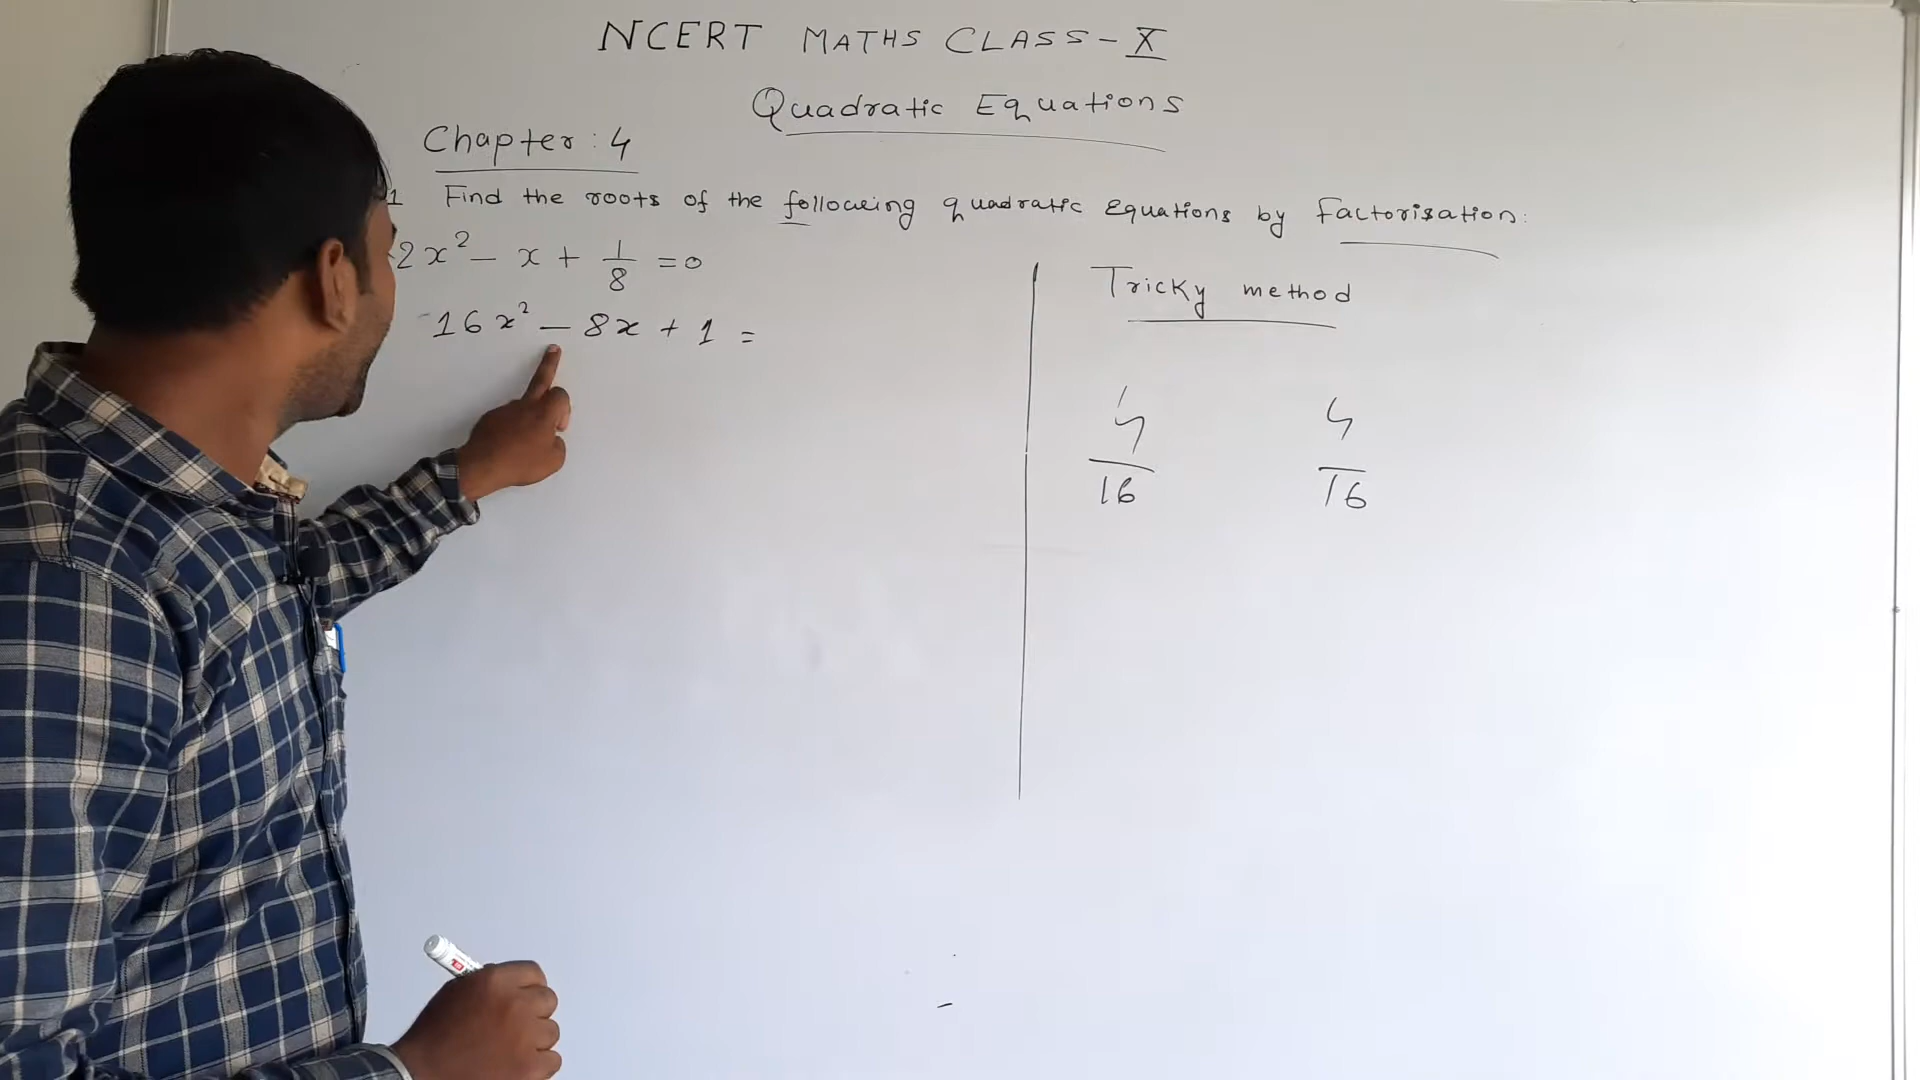 NCERT MATHS CLASS - X
Quadratic Equations
Chapter : 4
1 Find the roots of the following quadratic Equations by Factorisation:
2x² - x + 1/8 = 0
16x² - 8x + 1 =
Tricky method
4/16 4/16